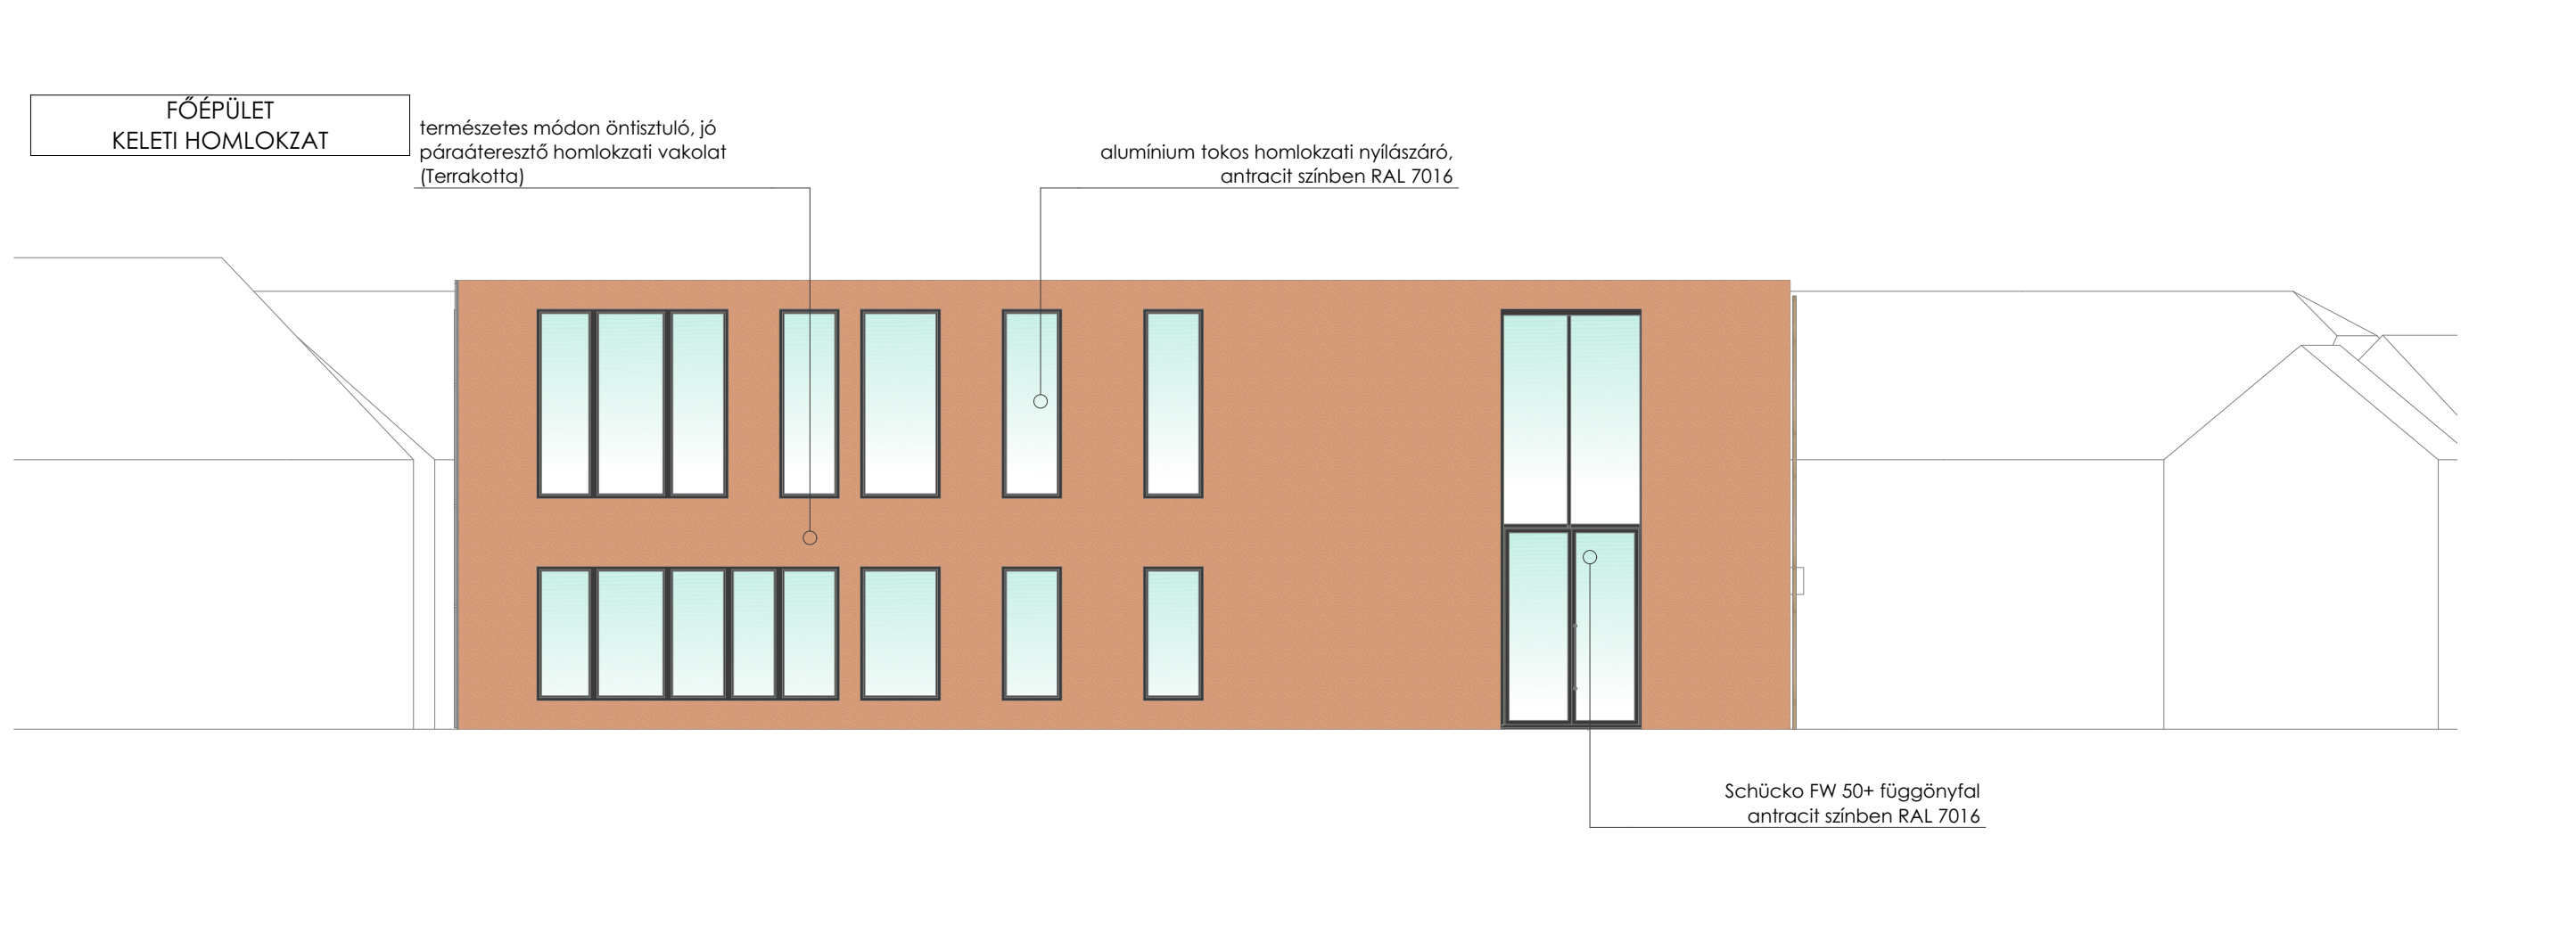 FŐÉPÜLET
KELETI HOMLOKZAT
természetes módon öntisztuló, jó
páraáteresztő homlokzati vakolat
(Terrakotta)
alumínium tokos homlokzati nyílászáró,
antracit színben RAL 7016
Schücko FW 50+ függönyfal
antracit színben RAL 7016